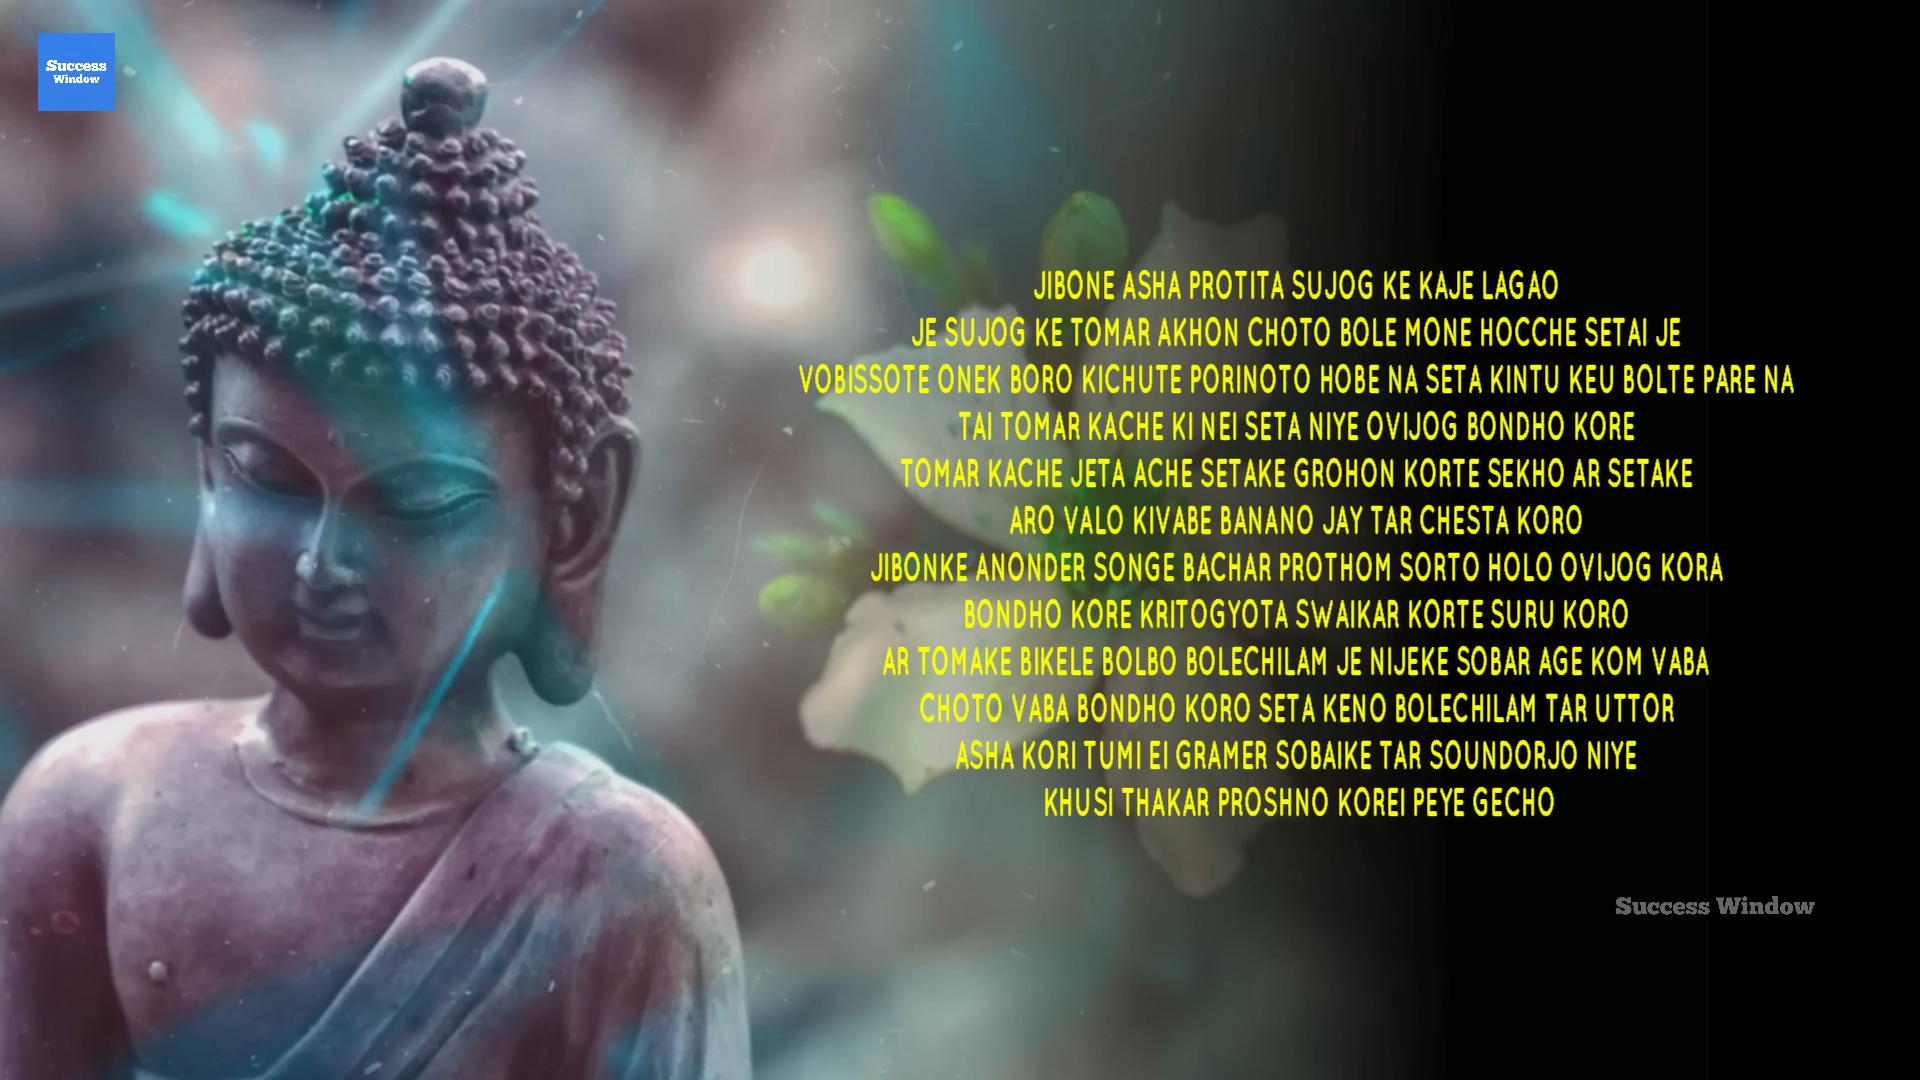 Success
Window
JIBONE ASHA PROTITA SUJOG KE KAJE LAGAO
JE SUJOG KE TOMAR AKHON CHOTO BOLE MONE HOCCHE SETAI JE
VOBISSOTE ONEK BORO KICHUTE PORINOTO HOBE NA SETA KINTU KEU BOLTE PARE NA
TAI TOMAR KACHE KI NEI SETA NIYE OVIJOG BONDHO KORE
TOMAR KACHE JETA ACHE SETAKE GROHON KORTE SEKHO AR SETAKE
ARO VALO KIVABE BANANO JAY TAR CHESTA KORO
JIBONKE ANONDER SONGE BACHAR PROTHOM SORTO HOLO OVIJOG KORA
BONDHO KORE KRITOGYOTA SWAIKAR KORTE SURU KORO
AR TOMAKE BIKELE BOLBO BOLECHILAM JE NIJEKE SOBAR AGE KOM VABA
CHOTO VABA BONDHO KORO SETA KENO BOLECHILAM TAR UTTOR
ASHA KORI TUMI EI GRAMER SOBAIKE TAR SOUNDORJO NIYE
KHUSI THAKAR PROSHNO KOREI PEYE GECHO
Success Window